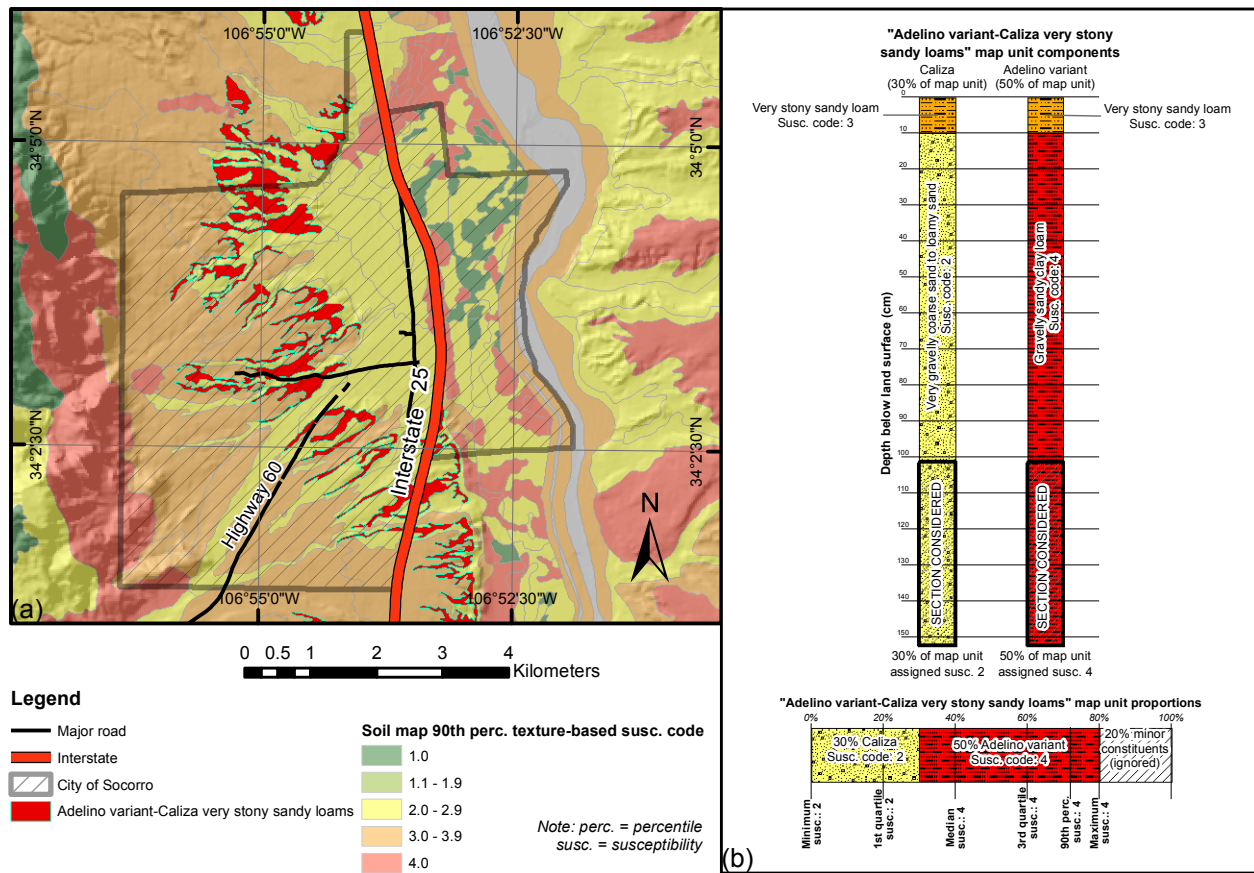 106°55'0"W
106°52'30"W
34°5'0"N
34°5'0"N
34°2'30"N
34°2'30"N
Interstate 25
Highway 60
N
106°55'0"W
106°52'30"W
(a)
0 0.5 1 2 3 4
Kilometers
Legend
Major road
Interstate
City of Socorro
Adelino variant-Caliza very stony sandy loams
Soil map 90th perc. texture-based susc. code
1.0
1.1 - 1.9
2.0 - 2.9
3.0 - 3.9
4.0
Note: perc. = percentile
susc. = susceptibility
"Adelino variant-Caliza very stony
sandy loams" map unit components
Caliza
(30% of map unit)
Adelino variant
(50% of map unit)
Very stony sandy loam
Susc. code: 3
Very stony sandy loam
Susc. code: 3
Depth below land surface (cm)
0
10
20
30
40
50
60
70
80
90
100
110
120
130
140
150
Very gravelly coarse sand to loamy sand
Susc. code: 2
Gravelly sandy clay loam
Susc. code: 4
SECTION CONSIDERED
SECTION CONSIDERED
30% of map unit
assigned susc. 2
50% of map unit
assigned susc. 4
"Adelino variant-Caliza very stony sandy loams" map unit proportions
0% 20% 40% 60% 80% 100%
30% Caliza
Susc. code: 2
50% Adelino variant
Susc. code: 4
20% minor
constituents
(ignored)
Minimum
susc.: 2
1st quartile
susc.: 2
Median
susc.: 4
3rd quartile
susc.: 4
90th perc.
susc.: 4
Maximum
susc.: 4
(b)